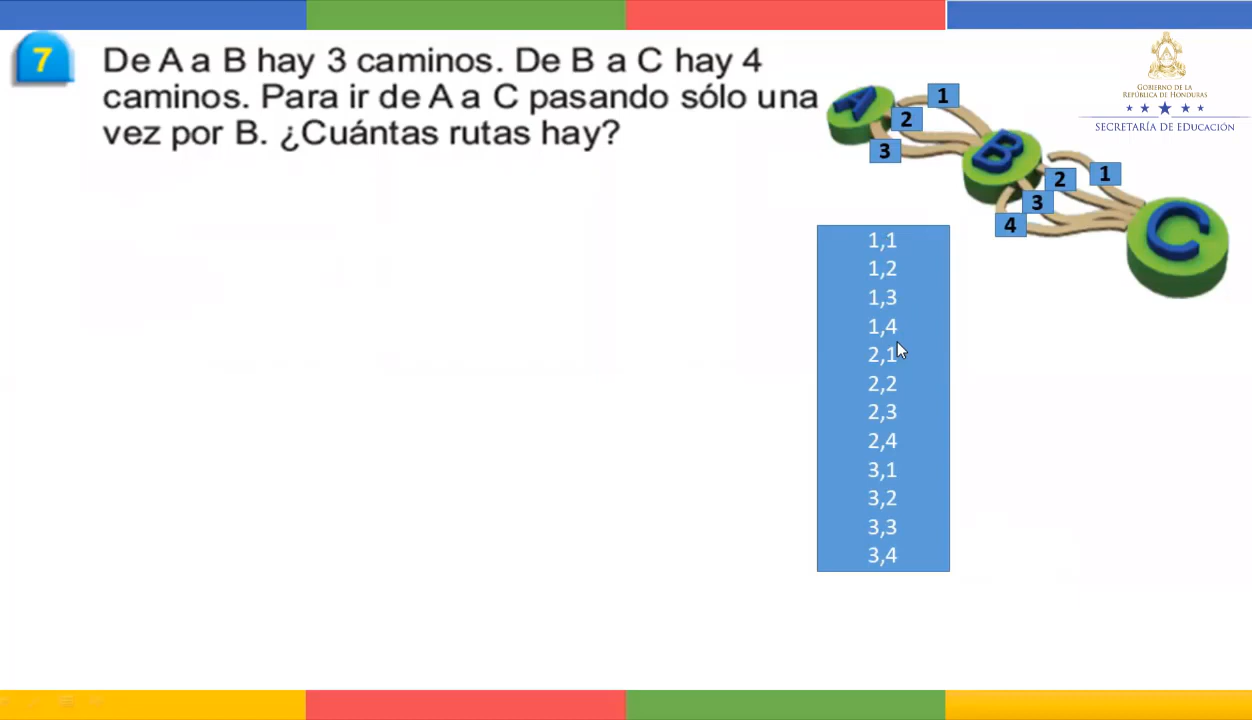 7
De A a B hay 3 caminos. De B a C hay 4
caminos. Para ir de A a C pasando sólo una
vez por B. ¿Cuántas rutas hay?
A
1
2
3
B
1
2
3
4
C
GOBIERNO DE LA
REPÚBLICA DE HONDURAS
SECRETARÍA DE EDUCACIÓN
1,1
1,2
1,3
1,4
2,1
2,2
2,3
2,4
3,1
3,2
3,3
3,4